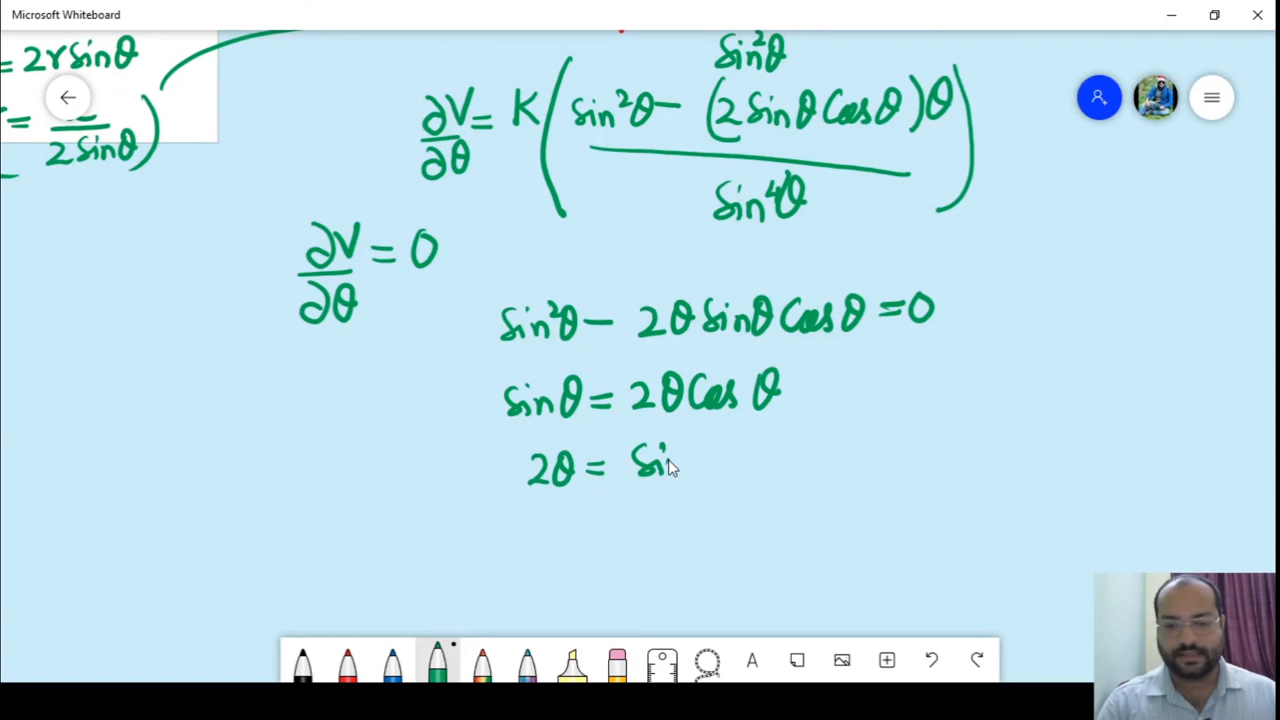 Microsoft Whiteboard
= 2r sinθ
= 2 sinθ )
sin²θ
∂V/∂θ = K ( sin²θ - (2 sinθ cosθ)θ / sin⁴θ )
∂V/∂θ = 0
sin²θ - 2θ sinθ cosθ = 0
sinθ = 2θ cosθ
2θ = si